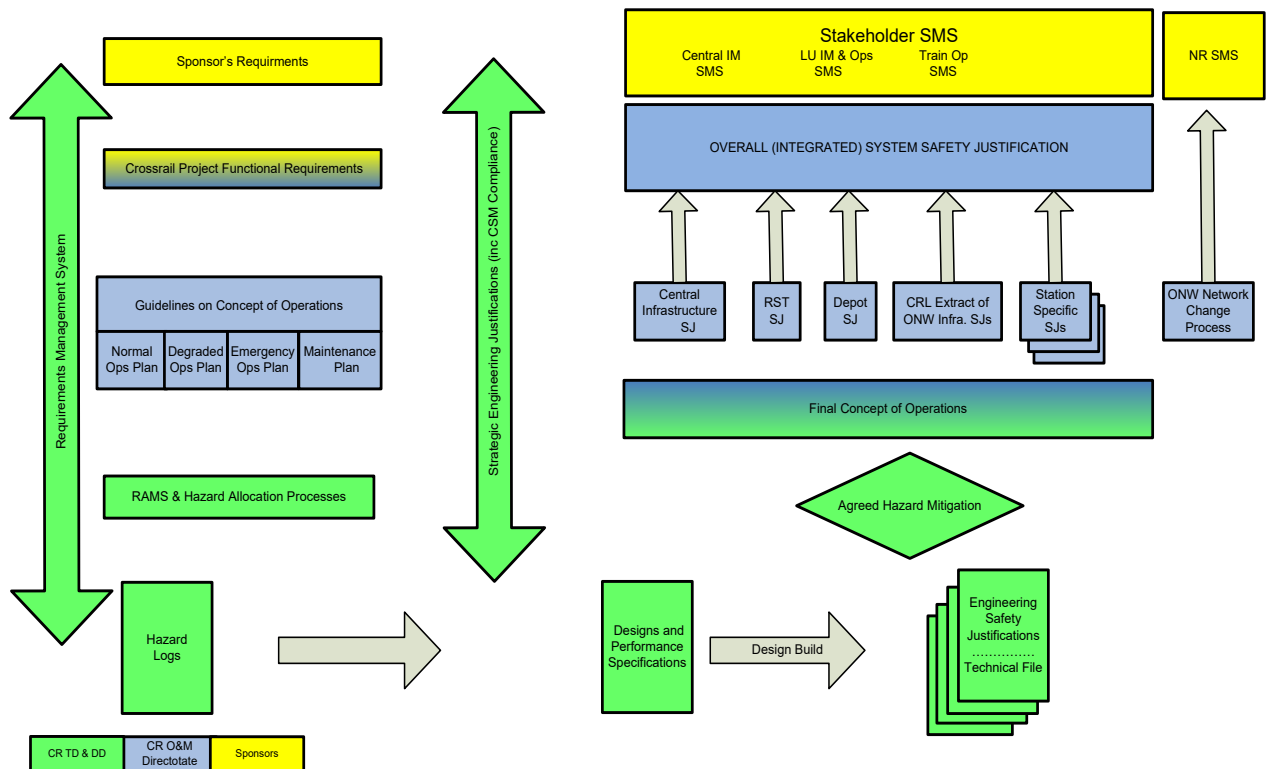 Sponsor's Requirments
Crossrail Project Functional Requirements
Guidelines on Concept of Operations
Normal
Ops Plan
Degraded
Ops Plan
Emergency
Ops Plan
Maintenance
Plan
RAMS & Hazard Allocation Processes
Hazard
Logs
Requirements Management System
Strategic Engineering Justifications (inc CSM Compliance)
Stakeholder SMS
Central IM
SMS
LU IM & Ops
SMS
Train Op
SMS
NR SMS
OVERALL (INTEGRATED) SYSTEM SAFETY JUSTIFICATION
Central
Infrastructure
SJ
RST
SJ
Depot
SJ
CRL Extract of
ONW Infra. SJs
Station
Specific
SJs
ONW Network
Change
Process
Final Concept of Operations
Agreed Hazard Mitigation
Designs and
Performance
Specifications
Design Build
Engineering
Safety
Justifications
...............
Technical File
CR TD & DD
CR O&M
Directotate
Sponsors